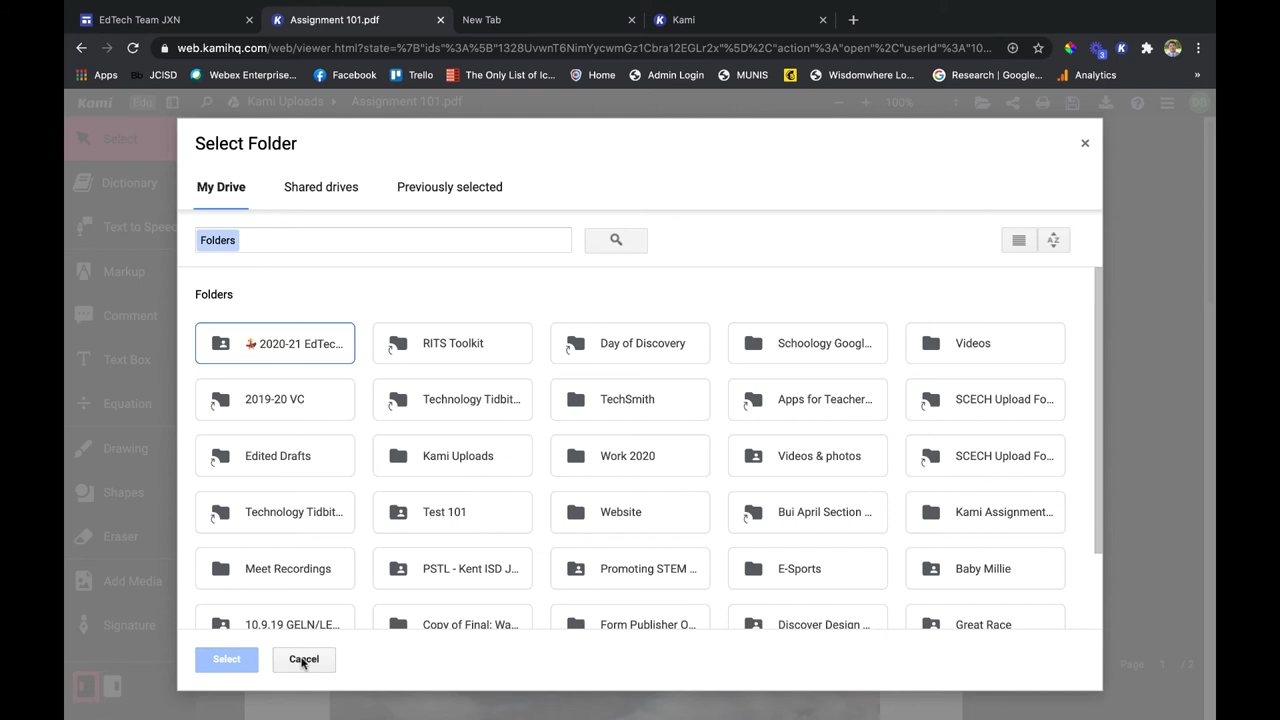 EdTech Team JXN
Assignment 101.pdf
New Tab
Kami
web.kamihq.com/web/viewer.html?state=%7B"ids"%3A%5B"1328UvwnT6NimYycwmGz1Cbra12EGLr2x"%5D%2C"action"%3A"open"%2C"userId"%3A"10...
3
Apps
Bb JCISD
Webex Enterprise...
Facebook
Trello
The Only List of Ic...
Home
Admin Login
MUNIS
Wisdomwhere Lo...
Research | Google...
Analytics
»
Kami Edu
Kami Uploads
Assignment 101.pdf
100%
Select
Dictionary
Text to Spee
Markup
Comment
Text Box
Equation
Drawing
Shapes
Eraser
Add Media
Signature
Select Folder
×
My Drive
Shared drives
Previously selected
Folders
AZ
Folders
2020-21 EdTec...
RITS Toolkit
Day of Discovery
Schoology Googl...
Videos
2019-20 VC
Technology Tidbit...
TechSmith
Apps for Teacher...
SCECH Upload Fo...
Edited Drafts
Kami Uploads
Work 2020
Videos & photos
SCECH Upload Fo...
Technology Tidbit...
Test 101
Website
Bui April Section ...
Kami Assignment...
Meet Recordings
PSTL - Kent ISD J...
Promoting STEM ...
E-Sports
Baby Millie
10.9.19 GELN/LE...
Copy of Final: Wa...
Form Publisher O...
Discover Design ...
Great Race
Select
Cancel
Page 1 / 2